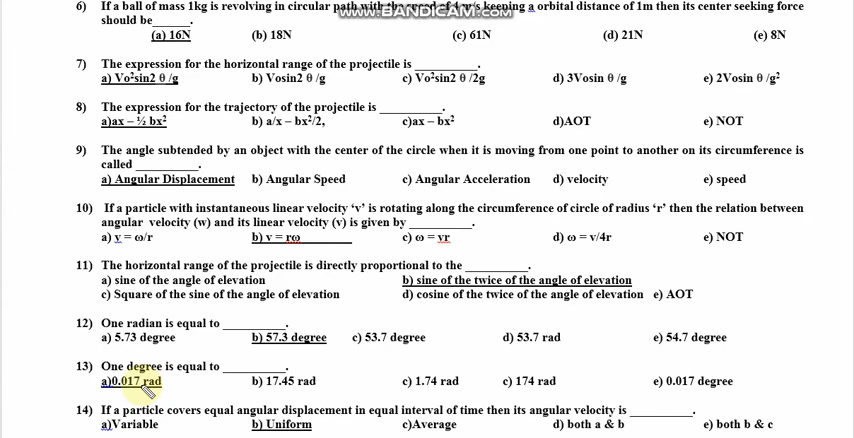 6) If a ball of mass 1kg is revolving in circular path with the speed of 4 m/s keeping a orbital distance of 1m then its center seeking force
WWW.BANDICAM.COM
should be______.
(a) 16N (b) 18N (c) 61N (d) 21N (e) 8N
7) The expression for the horizontal range of the projectile is __________.
a) Vo²sin2 θ /g b) Vosin2 θ /g c) Vo²sin2 θ /2g d) 3Vosin θ /g e) 2Vosin θ /g²
8) The expression for the trajectory of the projectile is __________.
a)ax – ½ bx² b) a/x – bx²/2, c)ax – bx² d)AOT e) NOT
9) The angle subtended by an object with the center of the circle when it is moving from one point to another on its circumference is
called __________.
a) Angular Displacement b) Angular Speed c) Angular Acceleration d) velocity e) speed
10) If a particle with instantaneous linear velocity ‘v’ is rotating along the circumference of circle of radius ‘r’ then the relation between
angular velocity (w) and its linear velocity (v) is given by __________.
a) v = ω/r b) v = rω c) ω = vr d) ω = v/4r e) NOT
11) The horizontal range of the projectile is directly proportional to the __________.
a) sine of the angle of elevation b) sine of the twice of the angle of elevation
c) Square of the sine of the angle of elevation d) cosine of the twice of the angle of elevation e) AOT
12) One radian is equal to __________.
a) 5.73 degree b) 57.3 degree c) 53.7 degree d) 53.7 rad e) 54.7 degree
13) One degree is equal to __________.
a)0.017 rad b) 17.45 rad c) 1.74 rad c) 174 rad e) 0.017 degree
14) If a particle covers equal angular displacement in equal interval of time then its angular velocity is __________.
a)Variable b) Uniform c)Average d) both a & b e) both b & c